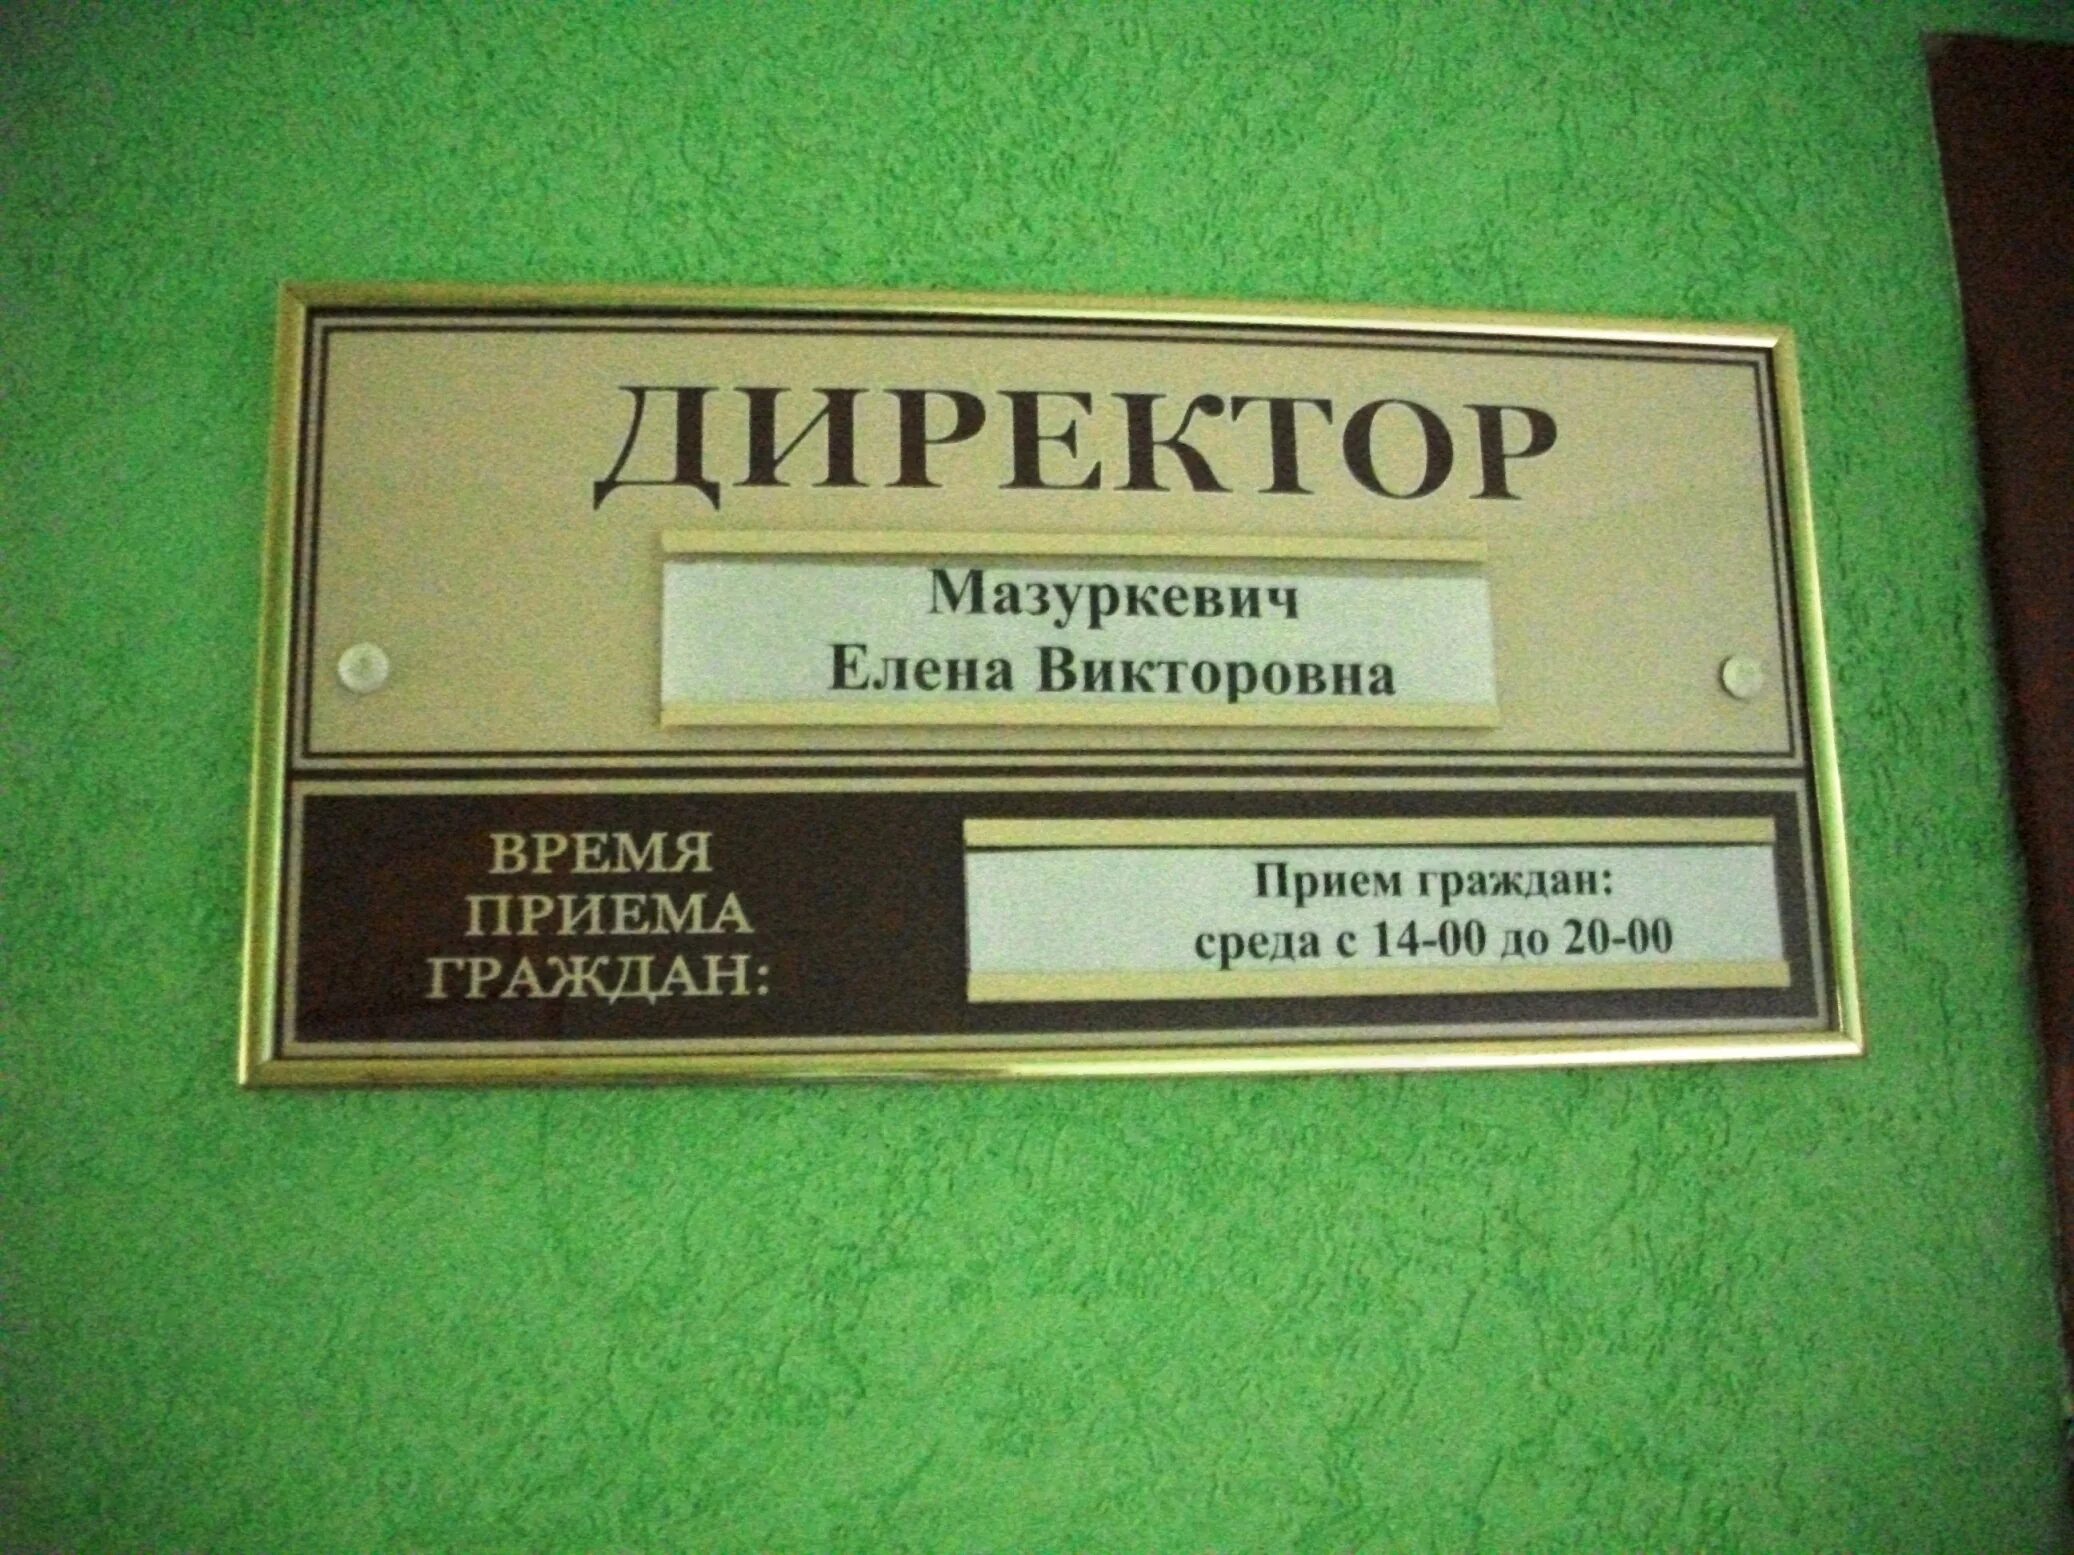 ДИРЕКТОР
Мазуркевич
Елена Викторовна
ВРЕМЯ
ПРИЕМА
ГРАЖДАН:
Прием граждан:
среда с 14-00 до 20-00